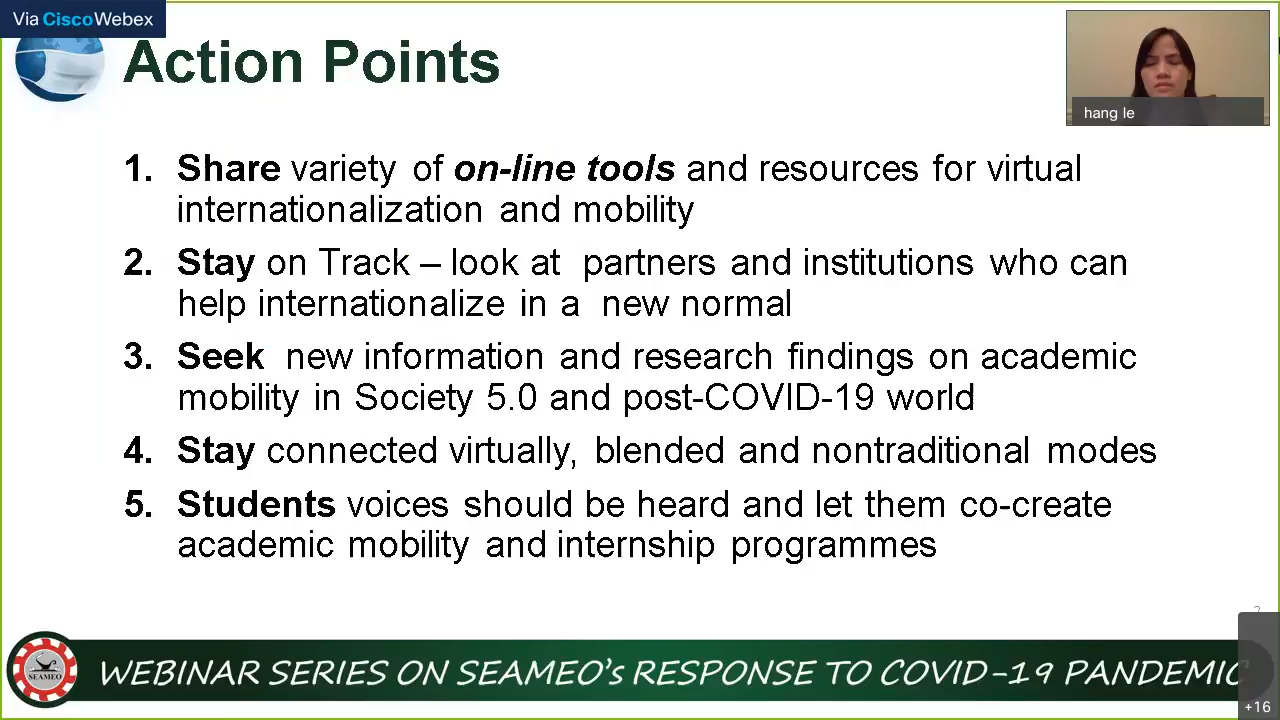 Via Cisco Webex
Action Points
hang le
1. Share variety of on-line tools and resources for virtual
internationalization and mobility
2. Stay on Track – look at partners and institutions who can
help internationalize in a new normal
3. Seek new information and research findings on academic
mobility in Society 5.0 and post-COVID-19 world
4. Stay connected virtually, blended and nontraditional modes
5. Students voices should be heard and let them co-create
academic mobility and internship programmes
SEAMEO
WEBINAR SERIES ON SEAMEO's RESPONSE TO COVID-19 PANDEMIC
+16